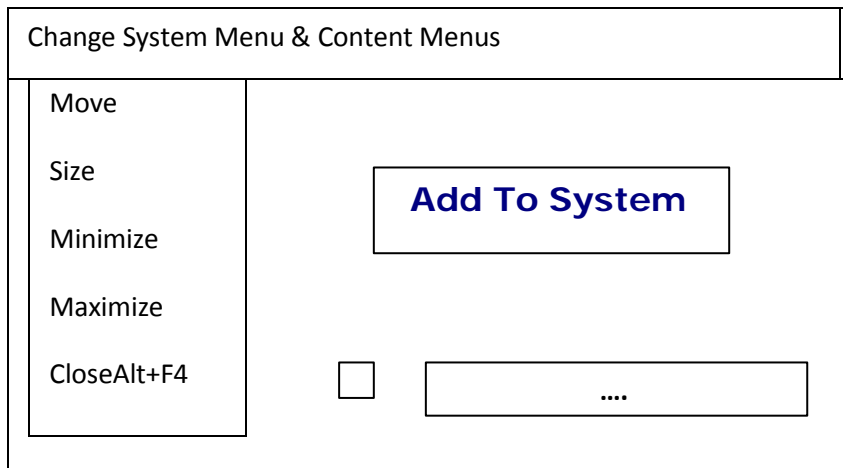 Change System Menu & Content Menus
Move
Size
Add To System
Minimize
Maximize
CloseAlt+F4
....